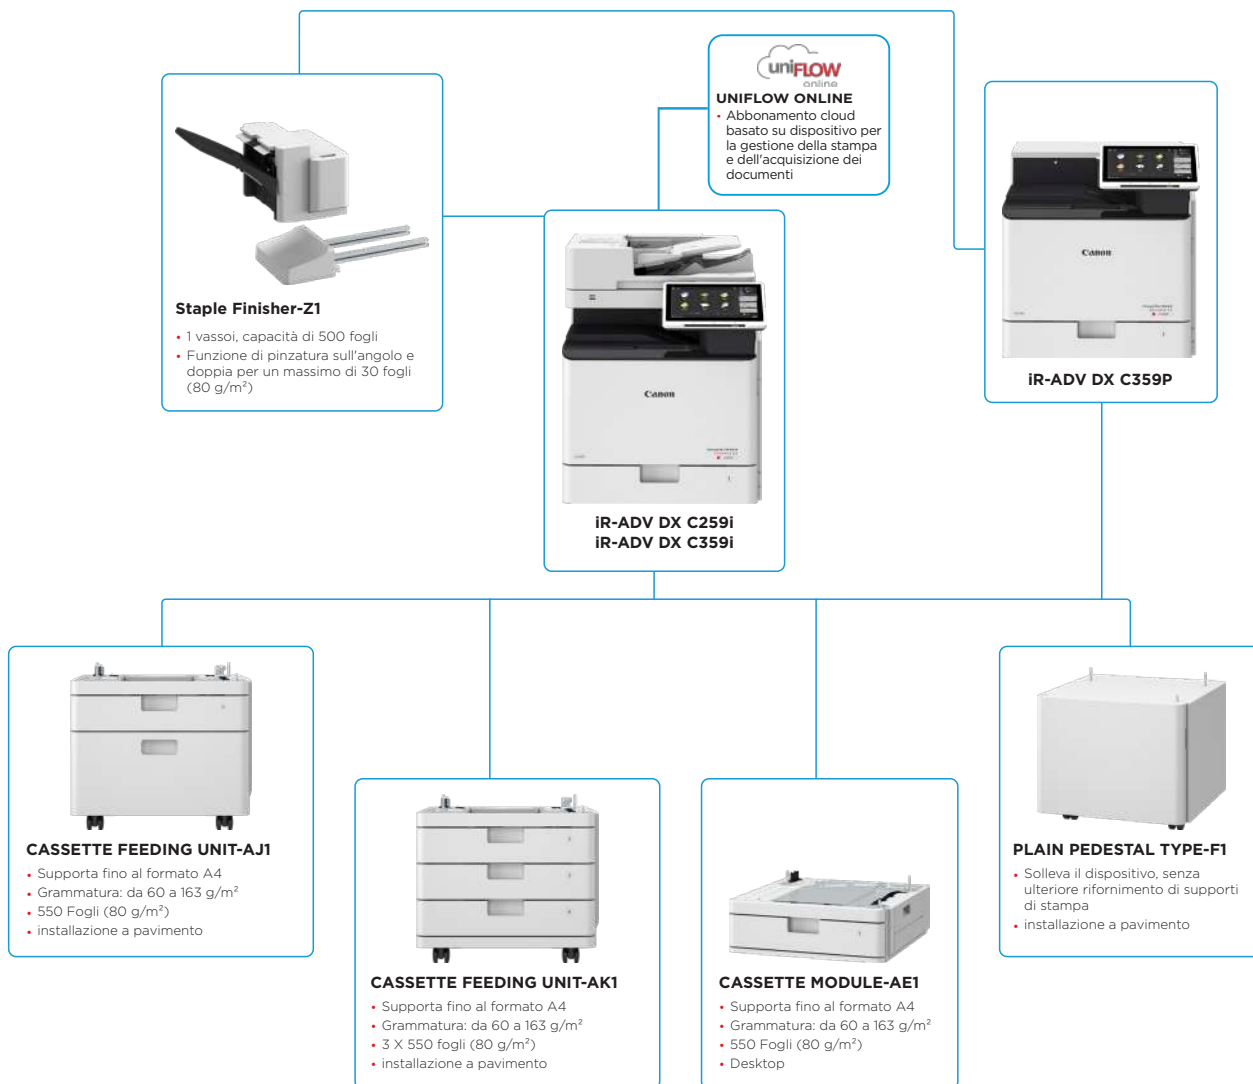 uniFLOW
online
UNIFLOW ONLINE
• Abbonamento cloud
basato su dispositivo per
la gestione della stampa
e dell'acquisizione dei
documenti
Staple Finisher-Z1
• 1 vassoi, capacità di 500 fogli
• Funzione di pinzatura sull'angolo e
doppia per un massimo di 30 fogli
(80 g/m²)
Canon
iR-ADV DX C259i
iR-ADV DX C359i
Canon
iR-ADV DX C359P
CASSETTE FEEDING UNIT-AJ1
• Supporta fino al formato A4
• Grammatura: da 60 a 163 g/m²
• 550 Fogli (80 g/m²)
• installazione a pavimento
CASSETTE FEEDING UNIT-AK1
• Supporta fino al formato A4
• Grammatura: da 60 a 163 g/m²
• 3 X 550 fogli (80 g/m²)
• installazione a pavimento
CASSETTE MODULE-AE1
• Supporta fino al formato A4
• Grammatura: da 60 a 163 g/m²
• 550 Fogli (80 g/m²)
• Desktop
PLAIN PEDESTAL TYPE-F1
• Solleva il dispositivo, senza
ulteriore rifornimento di supporti
di stampa
• installazione a pavimento